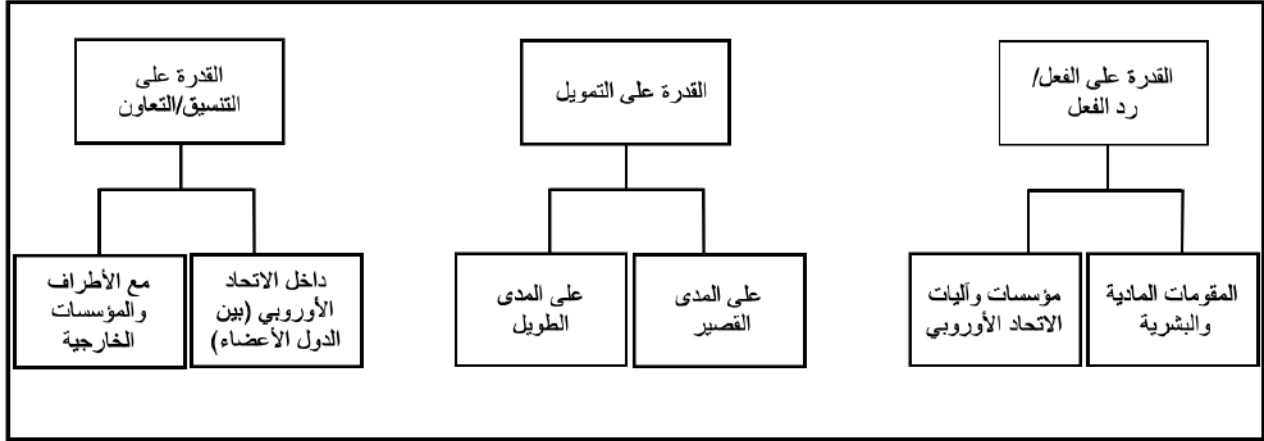 القدرة على الفعل/
رد الفعل
القدرة على التمويل
القدرة على
التنسيق/التعاون
المقومات المادية
والبشرية
مؤسسات وآليات
الاتحاد الأوروبي
على المدى
القصير
على المدى
الطويل
داخل الاتحاد
الأوروبي (بين
الدول الأعضاء)
مع الأطراف
والمؤسسات
الخارجية